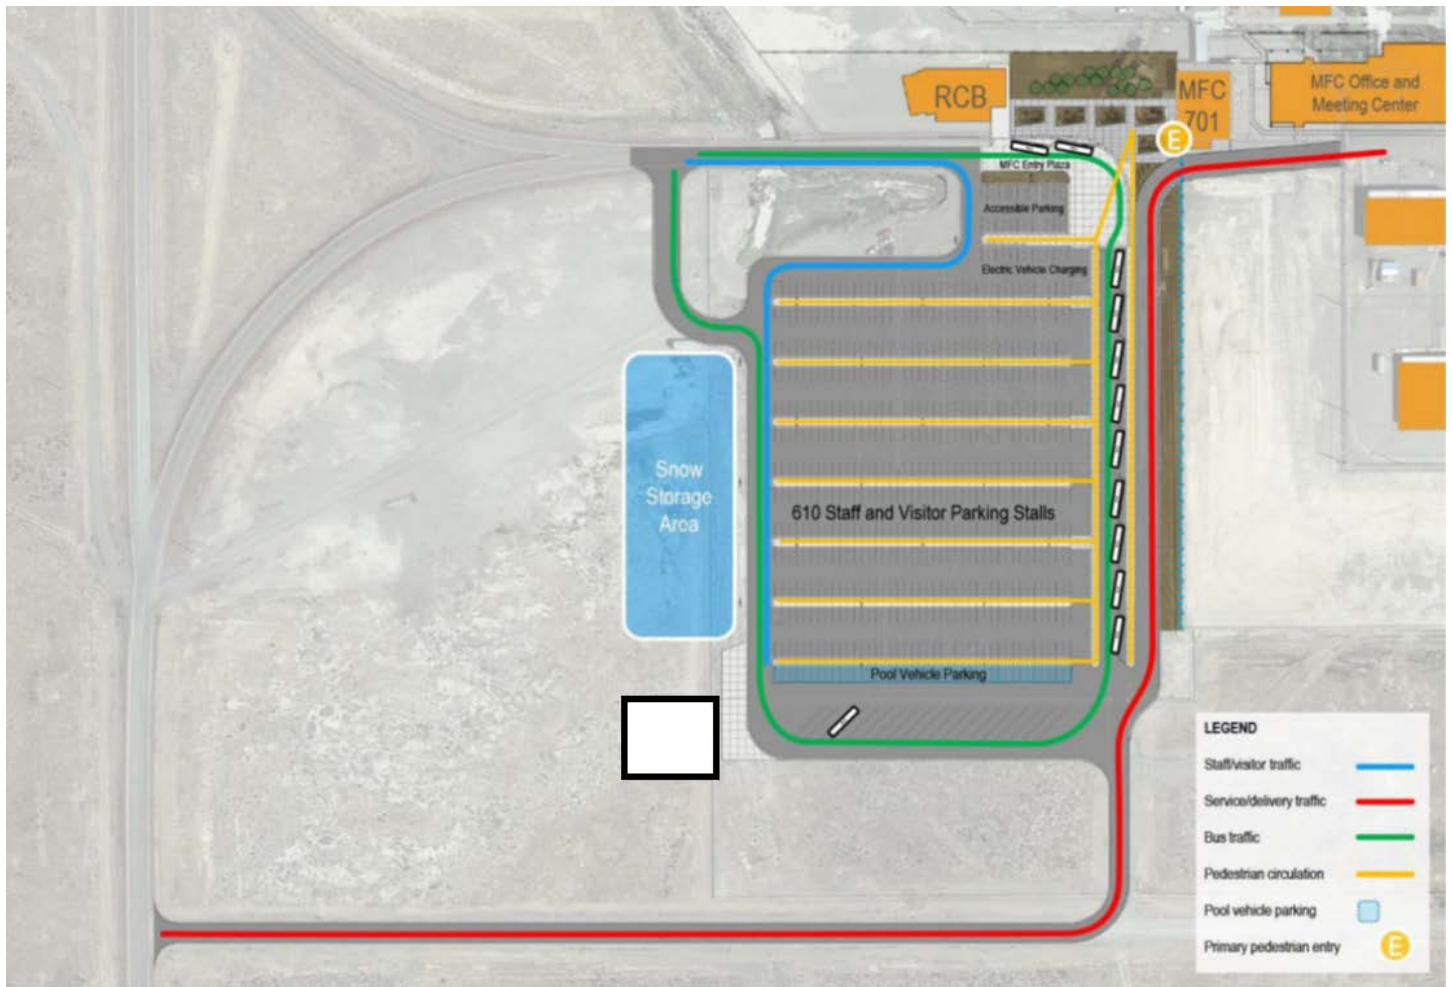 RCB
MFC
701
MFC Office and
Meeting Center
E
MFC Entry Plaza
Accessible Parking
Electric Vehicle Charging
Snow
Storage
Area
610 Staff and Visitor Parking Stalls
Pool Vehicle Parking
LEGEND
Staff/visitor traffic
Service/delivery traffic
Bus traffic
Pedestrian circulation
Pool vehicle parking
Primary pedestrian entry
E